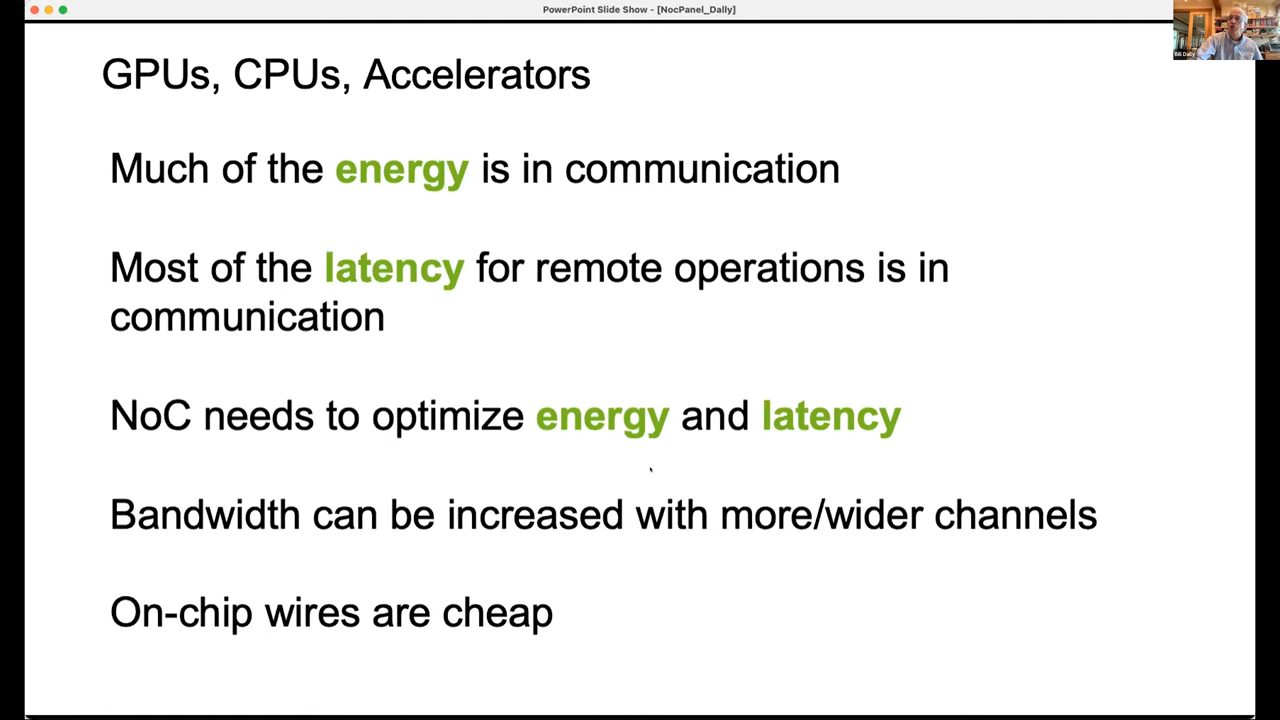 PowerPoint Slide Show - [NocPanel_Dally]
Bill Dally
GPUs, CPUs, Accelerators
Much of the energy is in communication
Most of the latency for remote operations is in
communication
NoC needs to optimize energy and latency
Bandwidth can be increased with more/wider channels
On-chip wires are cheap